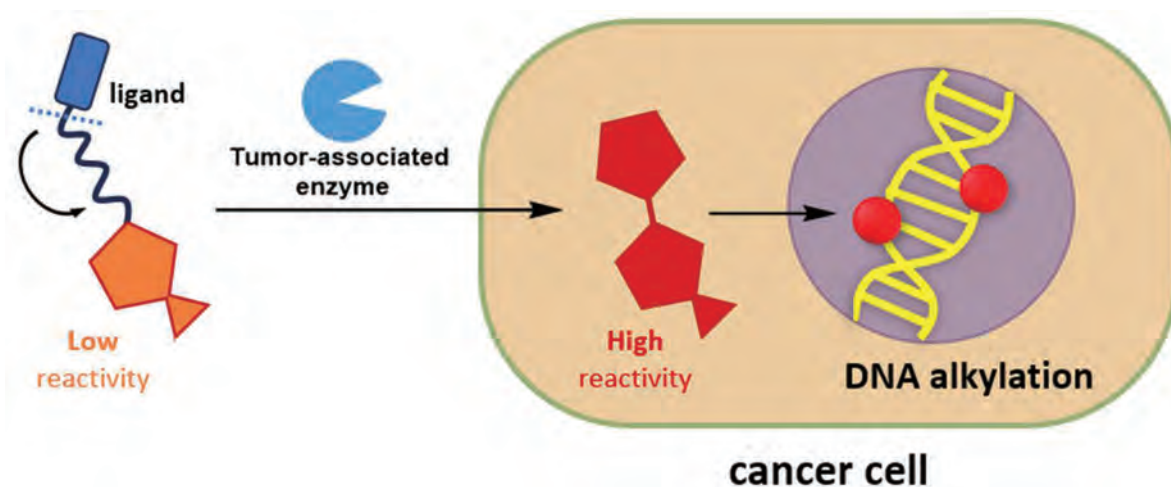 ligand
Tumor-associated
enzyme
Low
reactivity
High
reactivity
DNA alkylation
cancer cell